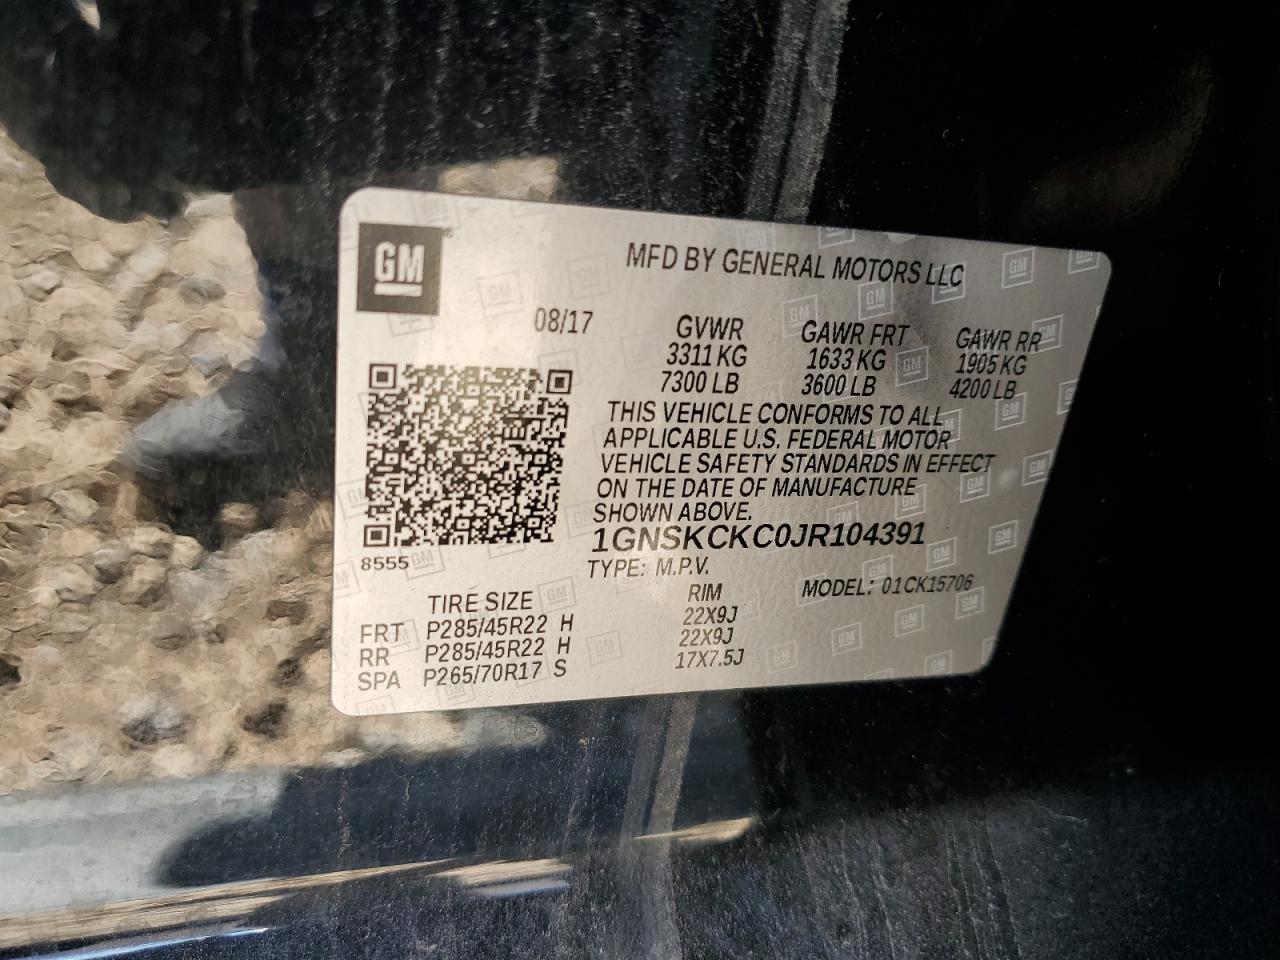 GM
MFD BY GENERAL MOTORS LLC
08/17
GVWR GAWR FRT GAWR RR
3311 KG 1633 KG 1905 KG
7300 LB 3600 LB 4200 LB
THIS VEHICLE CONFORMS TO ALL
APPLICABLE U.S. FEDERAL MOTOR
VEHICLE SAFETY STANDARDS IN EFFECT
ON THE DATE OF MANUFACTURE
SHOWN ABOVE.
1GNSKCKC0JR104391
8555
TYPE: M.P.V. MODEL: 01CK15706
TIRE SIZE RIM
FRT P285/45R22 H 22X9J
RR P285/45R22 H 22X9J
SPA P265/70R17 S 17X7.5J